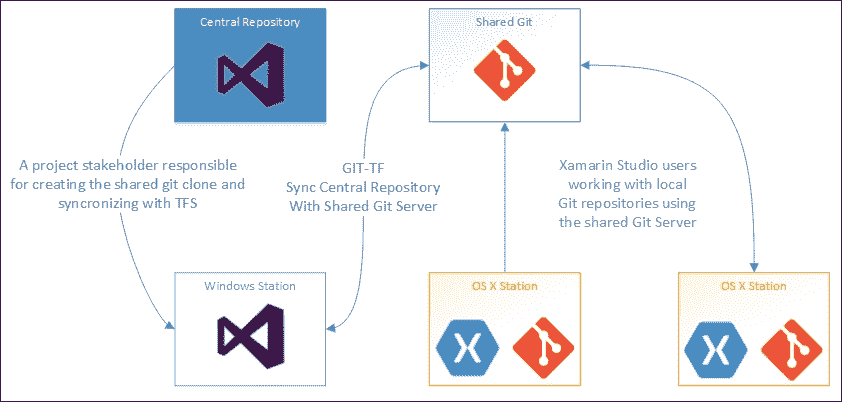 Central Repository
Shared Git
A project stakeholder responsible
for creating the shared git clone and
syncronizing with TFS
GIT-TF
Sync Central Repository
With Shared Git Server
Xamarin Studio users
working with local
Git repositories using
the shared Git Server
Windows Station
OS X Station
OS X Station